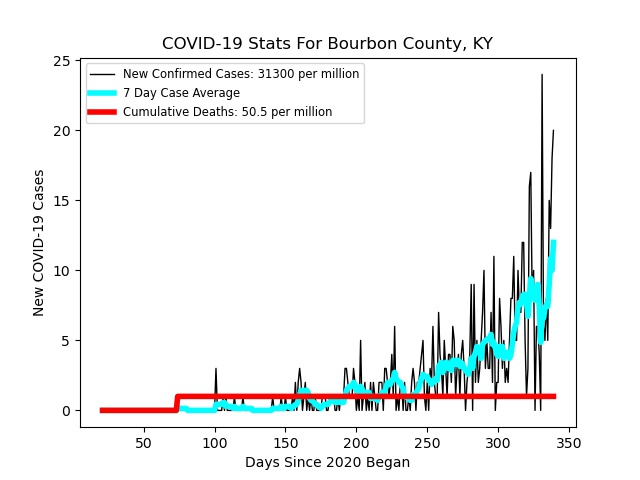 COVID-19 Stats For Bourbon County, KY
New Confirmed Cases: 31300 per million
7 Day Case Average
Cumulative Deaths: 50.5 per million
New COVID-19 Cases
25
20
15
10
5
0
50 100 150 200 250 300 350
Days Since 2020 Began